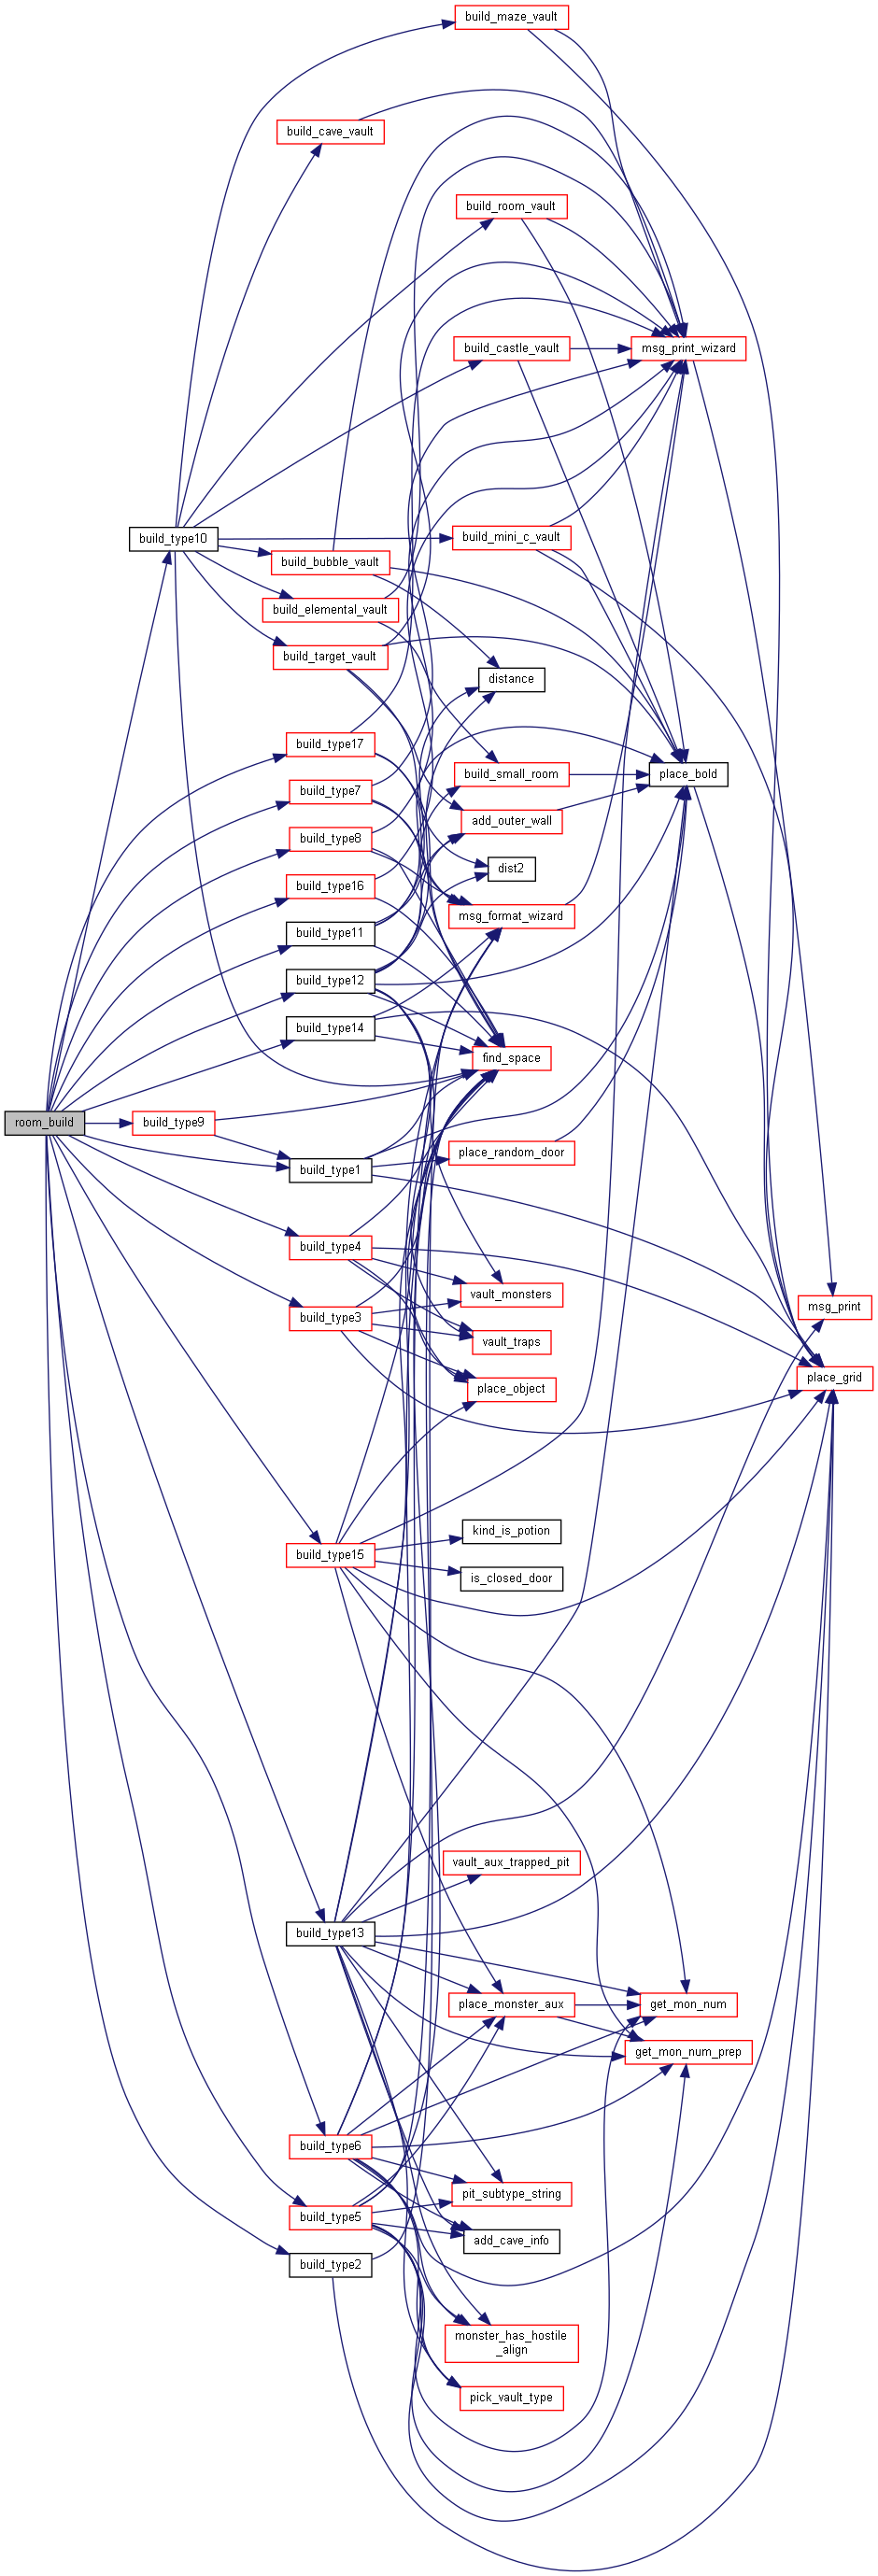 build_maze_vault
build_cave_vault
build_room_vault
build_castle_vault
msg_print_wizard
build_type10
build_mini_c_vault
build_bubble_vault
build_elemental_vault
build_target_vault
distance
build_type17
build_small_room
place_bold
build_type7
add_outer_wall
build_type8
dist2
build_type16
msg_format_wizard
build_type11
build_type12
build_type14
find_space
room_build
build_type9
place_random_door
build_type1
build_type4
vault_monsters
msg_print
build_type3
vault_traps
place_grid
place_object
kind_is_potion
build_type15
is_closed_door
vault_aux_trapped_pit
build_type13
place_monster_aux
get_mon_num
get_mon_num_prep
build_type6
pit_subtype_string
build_type5
add_cave_info
build_type2
monster_has_hostile
_align
pick_vault_type